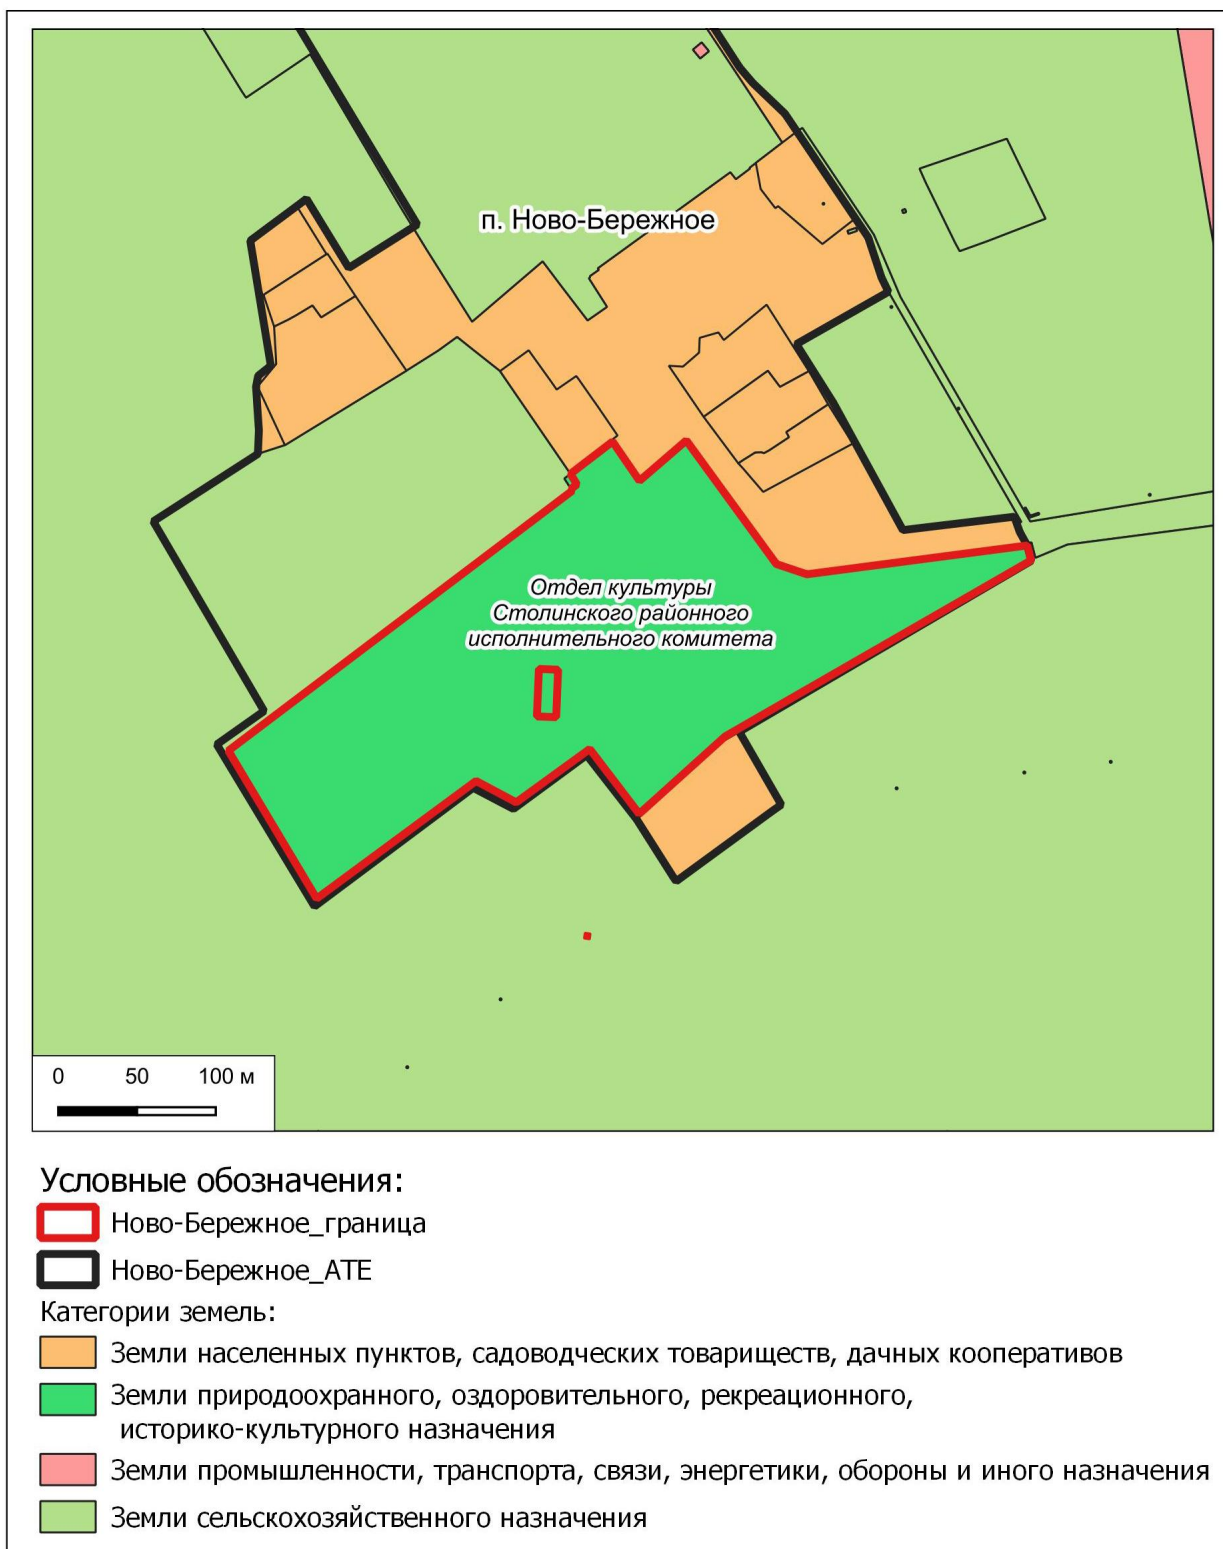 п. Ново-Бережное
Отдел культуры
Столинского районного
исполнительного комитета
0 50 100 м
Условные обозначения:
Ново-Бережное_граница
Ново-Бережное_АТЕ
Категории земель:
Земли населенных пунктов, садоводческих товариществ, дачных кооперативов
Земли природоохранного, оздоровительного, рекреационного,
историко-культурного назначения
Земли промышленности, транспорта, связи, энергетики, обороны и иного назначения
Земли сельскохозяйственного назначения